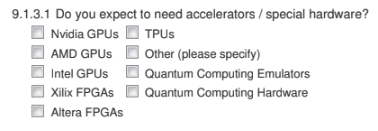 9.1.3.1 Do you expect to need accelerators / special hardware?
Nvidia GPUs TPUs
AMD GPUs Other (please specify)
Intel GPUs Quantum Computing Emulators
Xilix FPGAs Quantum Computing Hardware
Altera FPGAs